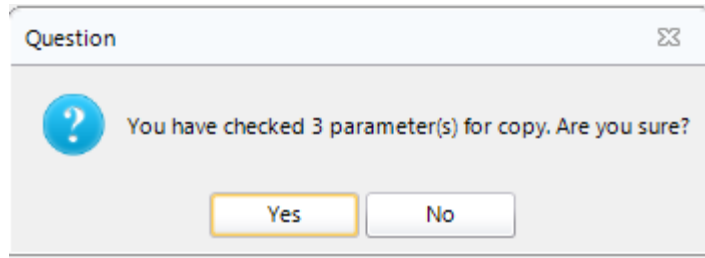 Question
You have checked 3 parameter(s) for copy. Are you sure?
Yes
No